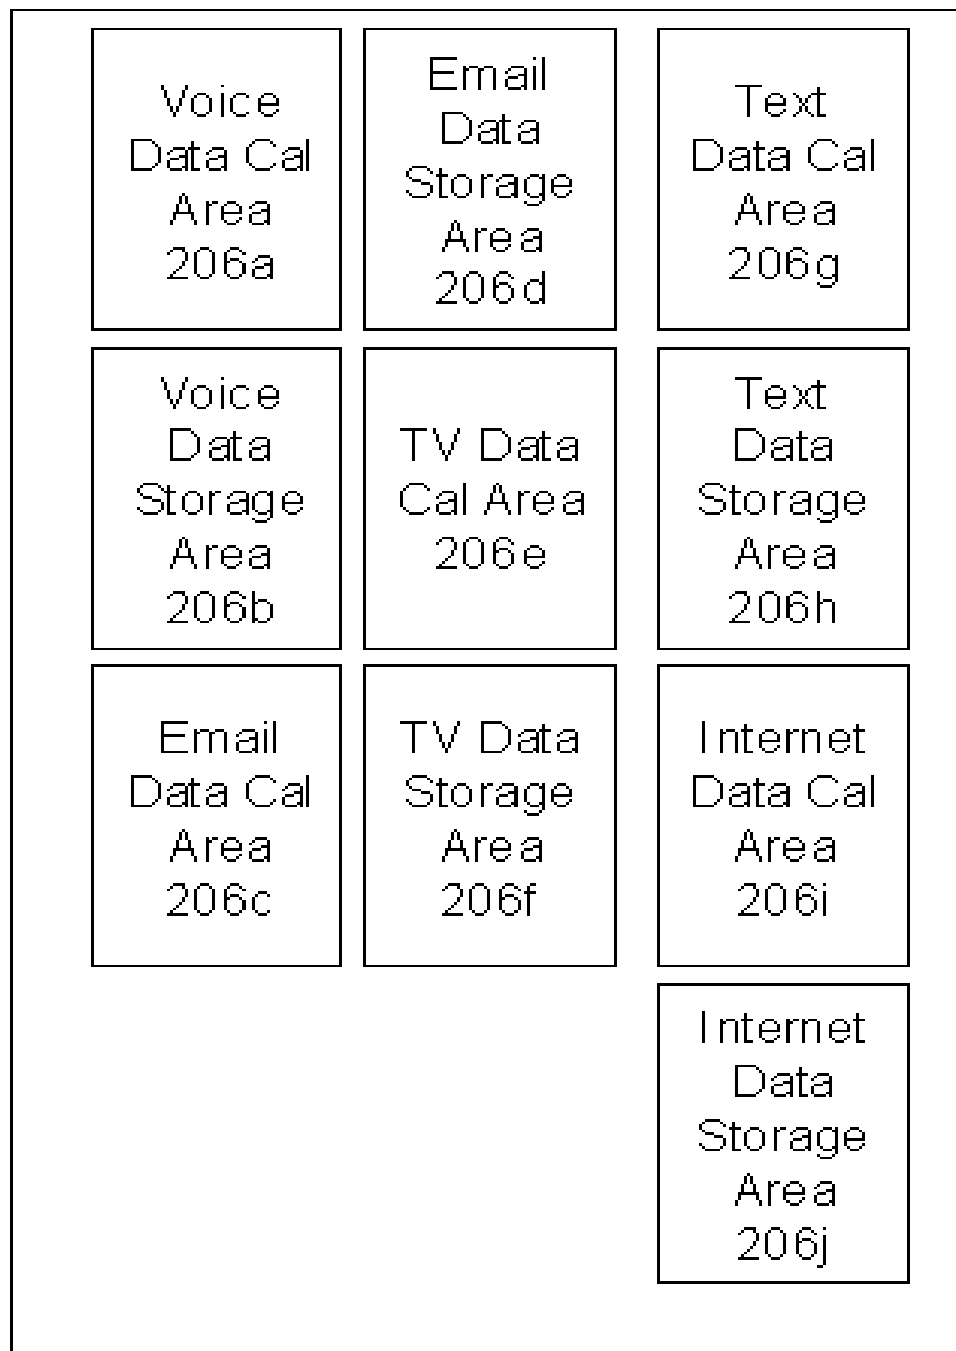 Voice
Data Cal
Area
206a
Voice
Data
Storage
Area
206b
Email
Data Cal
Area
206c
Email
Data
Storage
Area
206d
TV Data
Cal Area
206e
TV Data
Storage
Area
206f
Text
Data Cal
Area
206g
Text
Data
Storage
Area
206h
Internet
Data Cal
Area
206i
Internet
Data
Storage
Area
206j